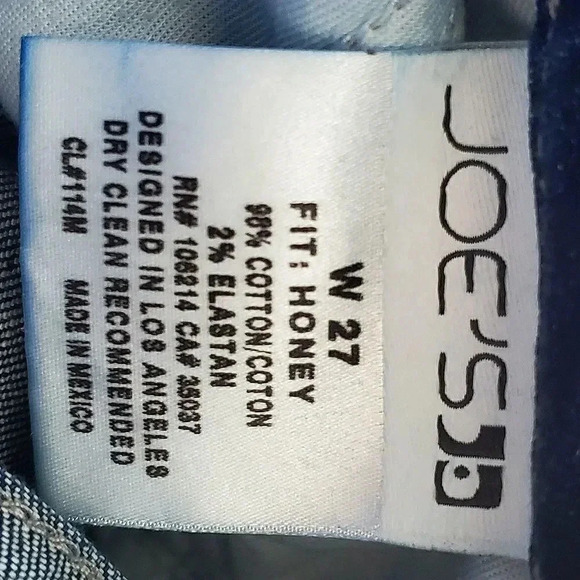 JOE'S
W 27
FIT: HONEY
98% COTTON/COTON
2% ELASTAN
RN# 106214 CA# 35037
DESIGNED IN LOS ANGELES
DRY CLEAN RECOMMENDED
CL#114M MADE IN MEXICO